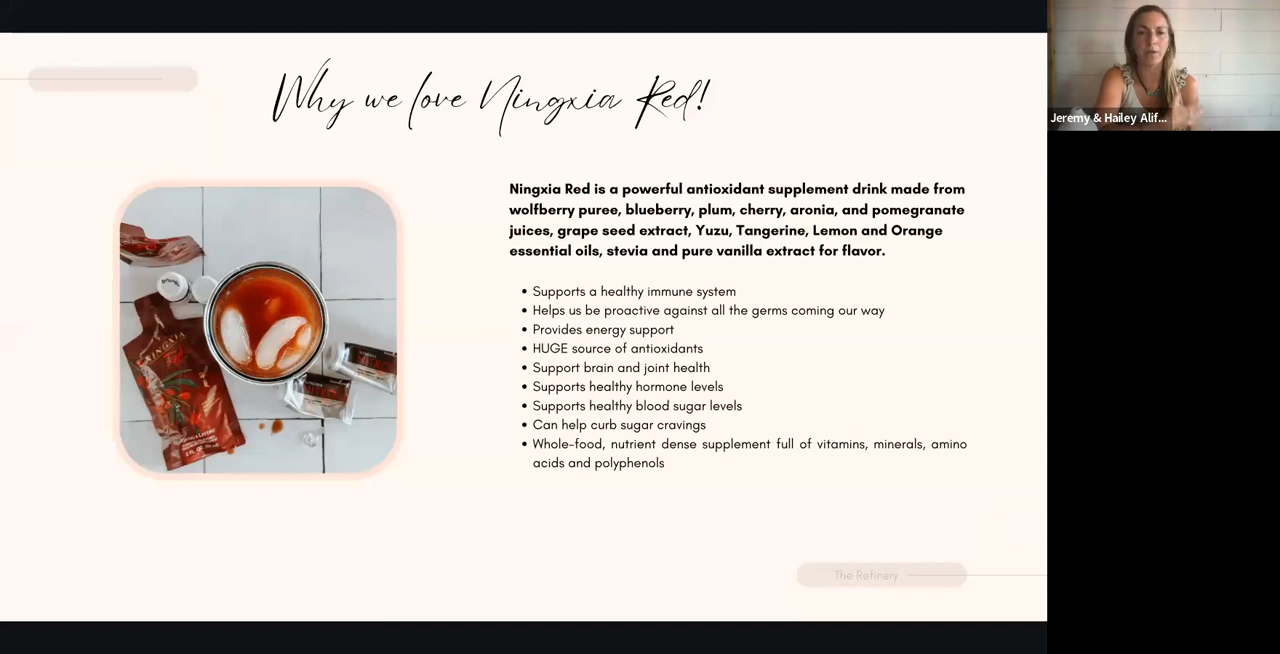 Why we love Ningxia Red!
Jeremy & Hailey Alif...
Ningxia Red is a powerful antioxidant supplement drink made from
wolfberry puree, blueberry, plum, cherry, aronia, and pomegranate
juices, grape seed extract, Yuzu, Tangerine, Lemon and Orange
essential oils, stevia and pure vanilla extract for flavor.
• Supports a healthy immune system
• Helps us be proactive against all the germs coming our way
• Provides energy support
• HUGE source of antioxidants
• Support brain and joint health
• Supports healthy hormone levels
• Supports healthy blood sugar levels
• Can help curb sugar cravings
• Whole-food, nutrient dense supplement full of vitamins, minerals, amino
acids and polyphenols
NINGXIA
Red
YOUNG LIVING
NINGXIA
The Refinery